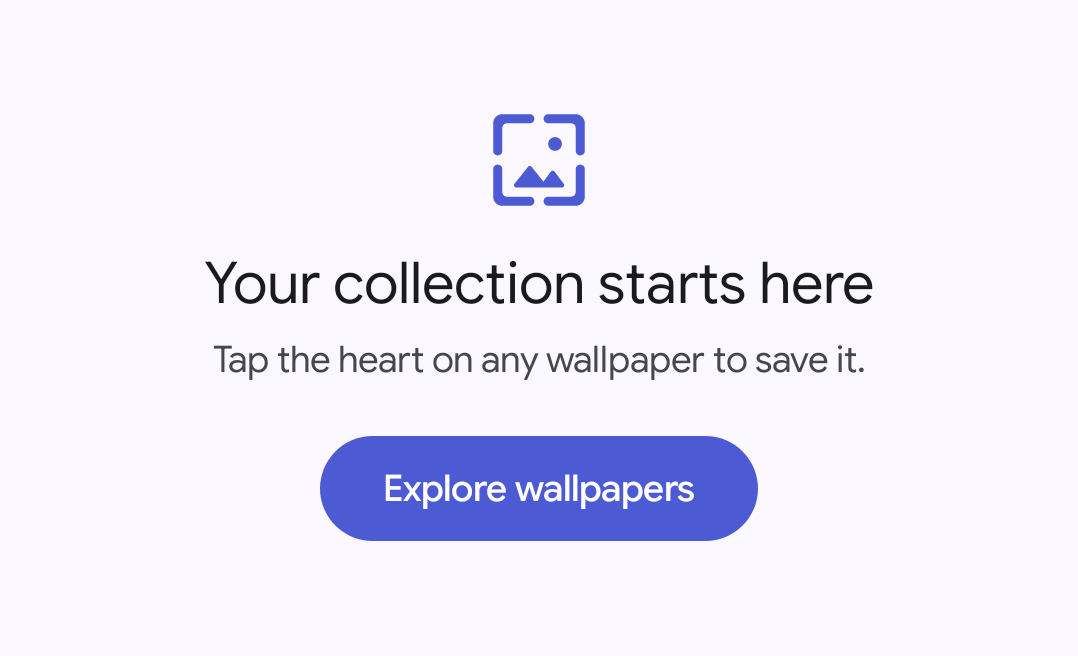 Your collection starts here
Tap the heart on any wallpaper to save it.
Explore wallpapers